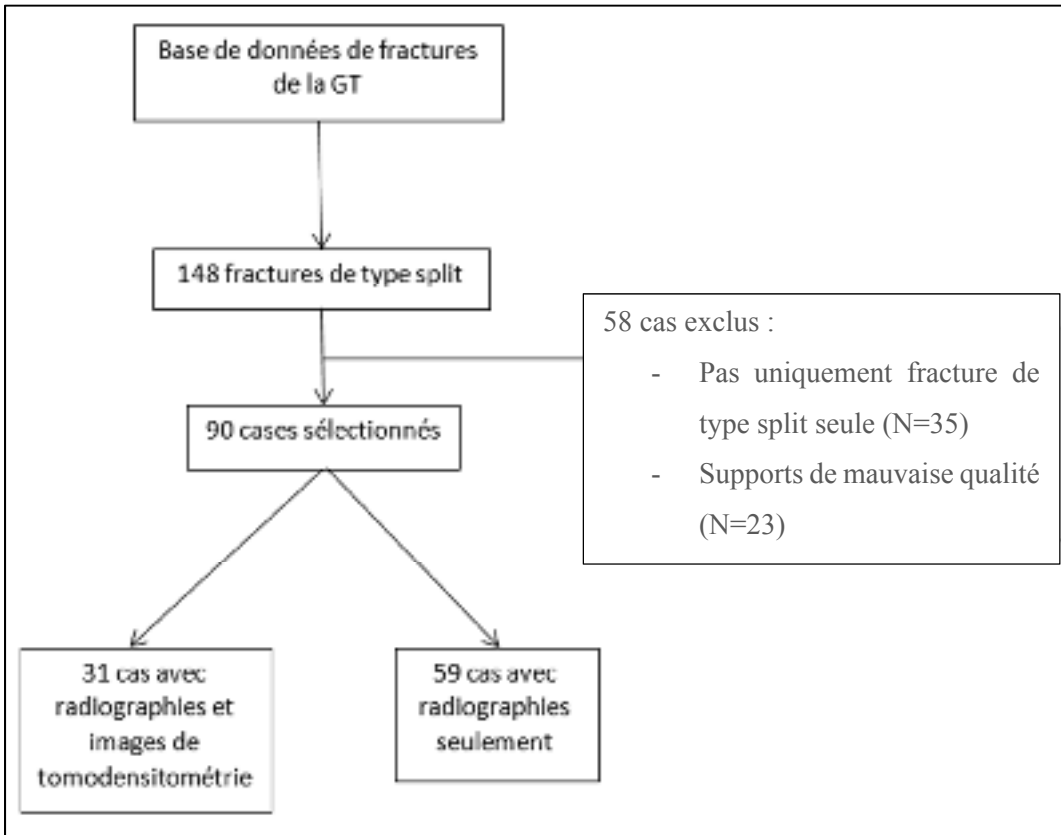 Base de données de fractures
de la GT
148 fractures de type split
58 cas exclus :
- Pas uniquement fracture de
type split seule (N=35)
- Supports de mauvaise qualité
(N=23)
90 cases sélectionnés
31 cas avec
radiographies et
images de
tomodensitométrie
59 cas avec
radiographies
seulement